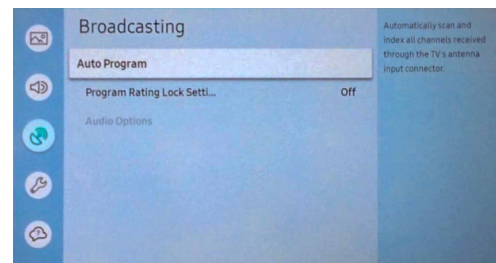 Broadcasting
Auto Program
Program Rating Lock Setti... Off
Audio Options
Automatically scan and
index all channels received
through the TV's antenna
input connector.